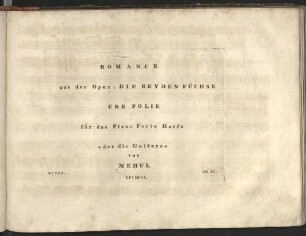 ROMANCE
aus der Oper: DIE BEYDEN FÜCHSE
UNE FOLIE
für das Piano Forte Harfe
oder die Guitarre
von
MEHUL